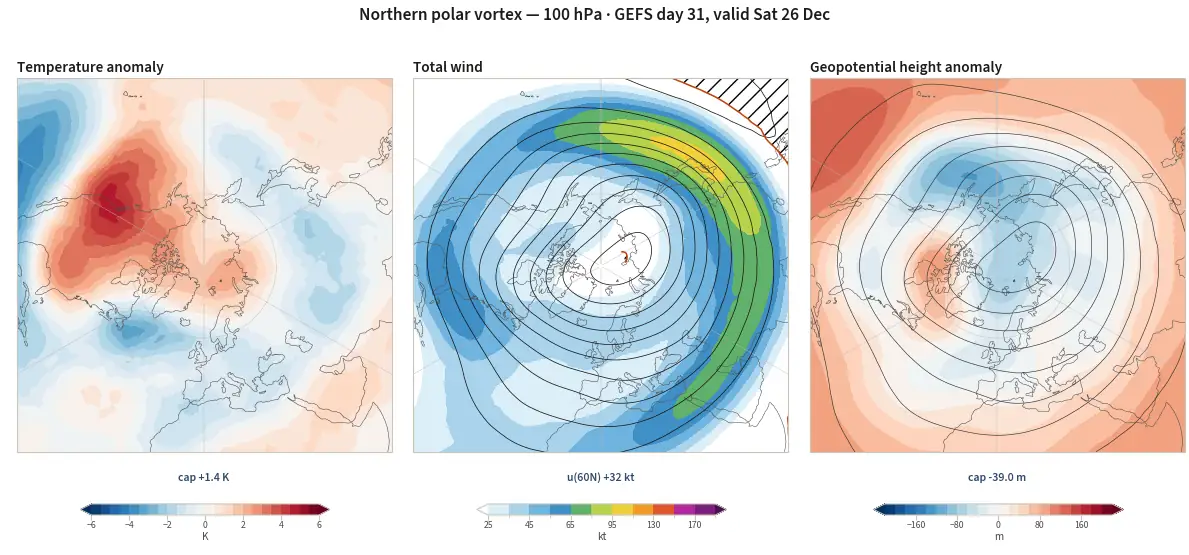 Northern polar vortex — 100 hPa · GEFS day 31, valid Sat 26 Dec
Temperature anomaly
Total wind
Geopotential height anomaly
cap +1.4 K
u(60N) +32 kt
cap -39.0 m
−6 −4 −2 0 2 4 6
K
25 45 65 95 130 170
kt
−160 −80 0 80 160
m